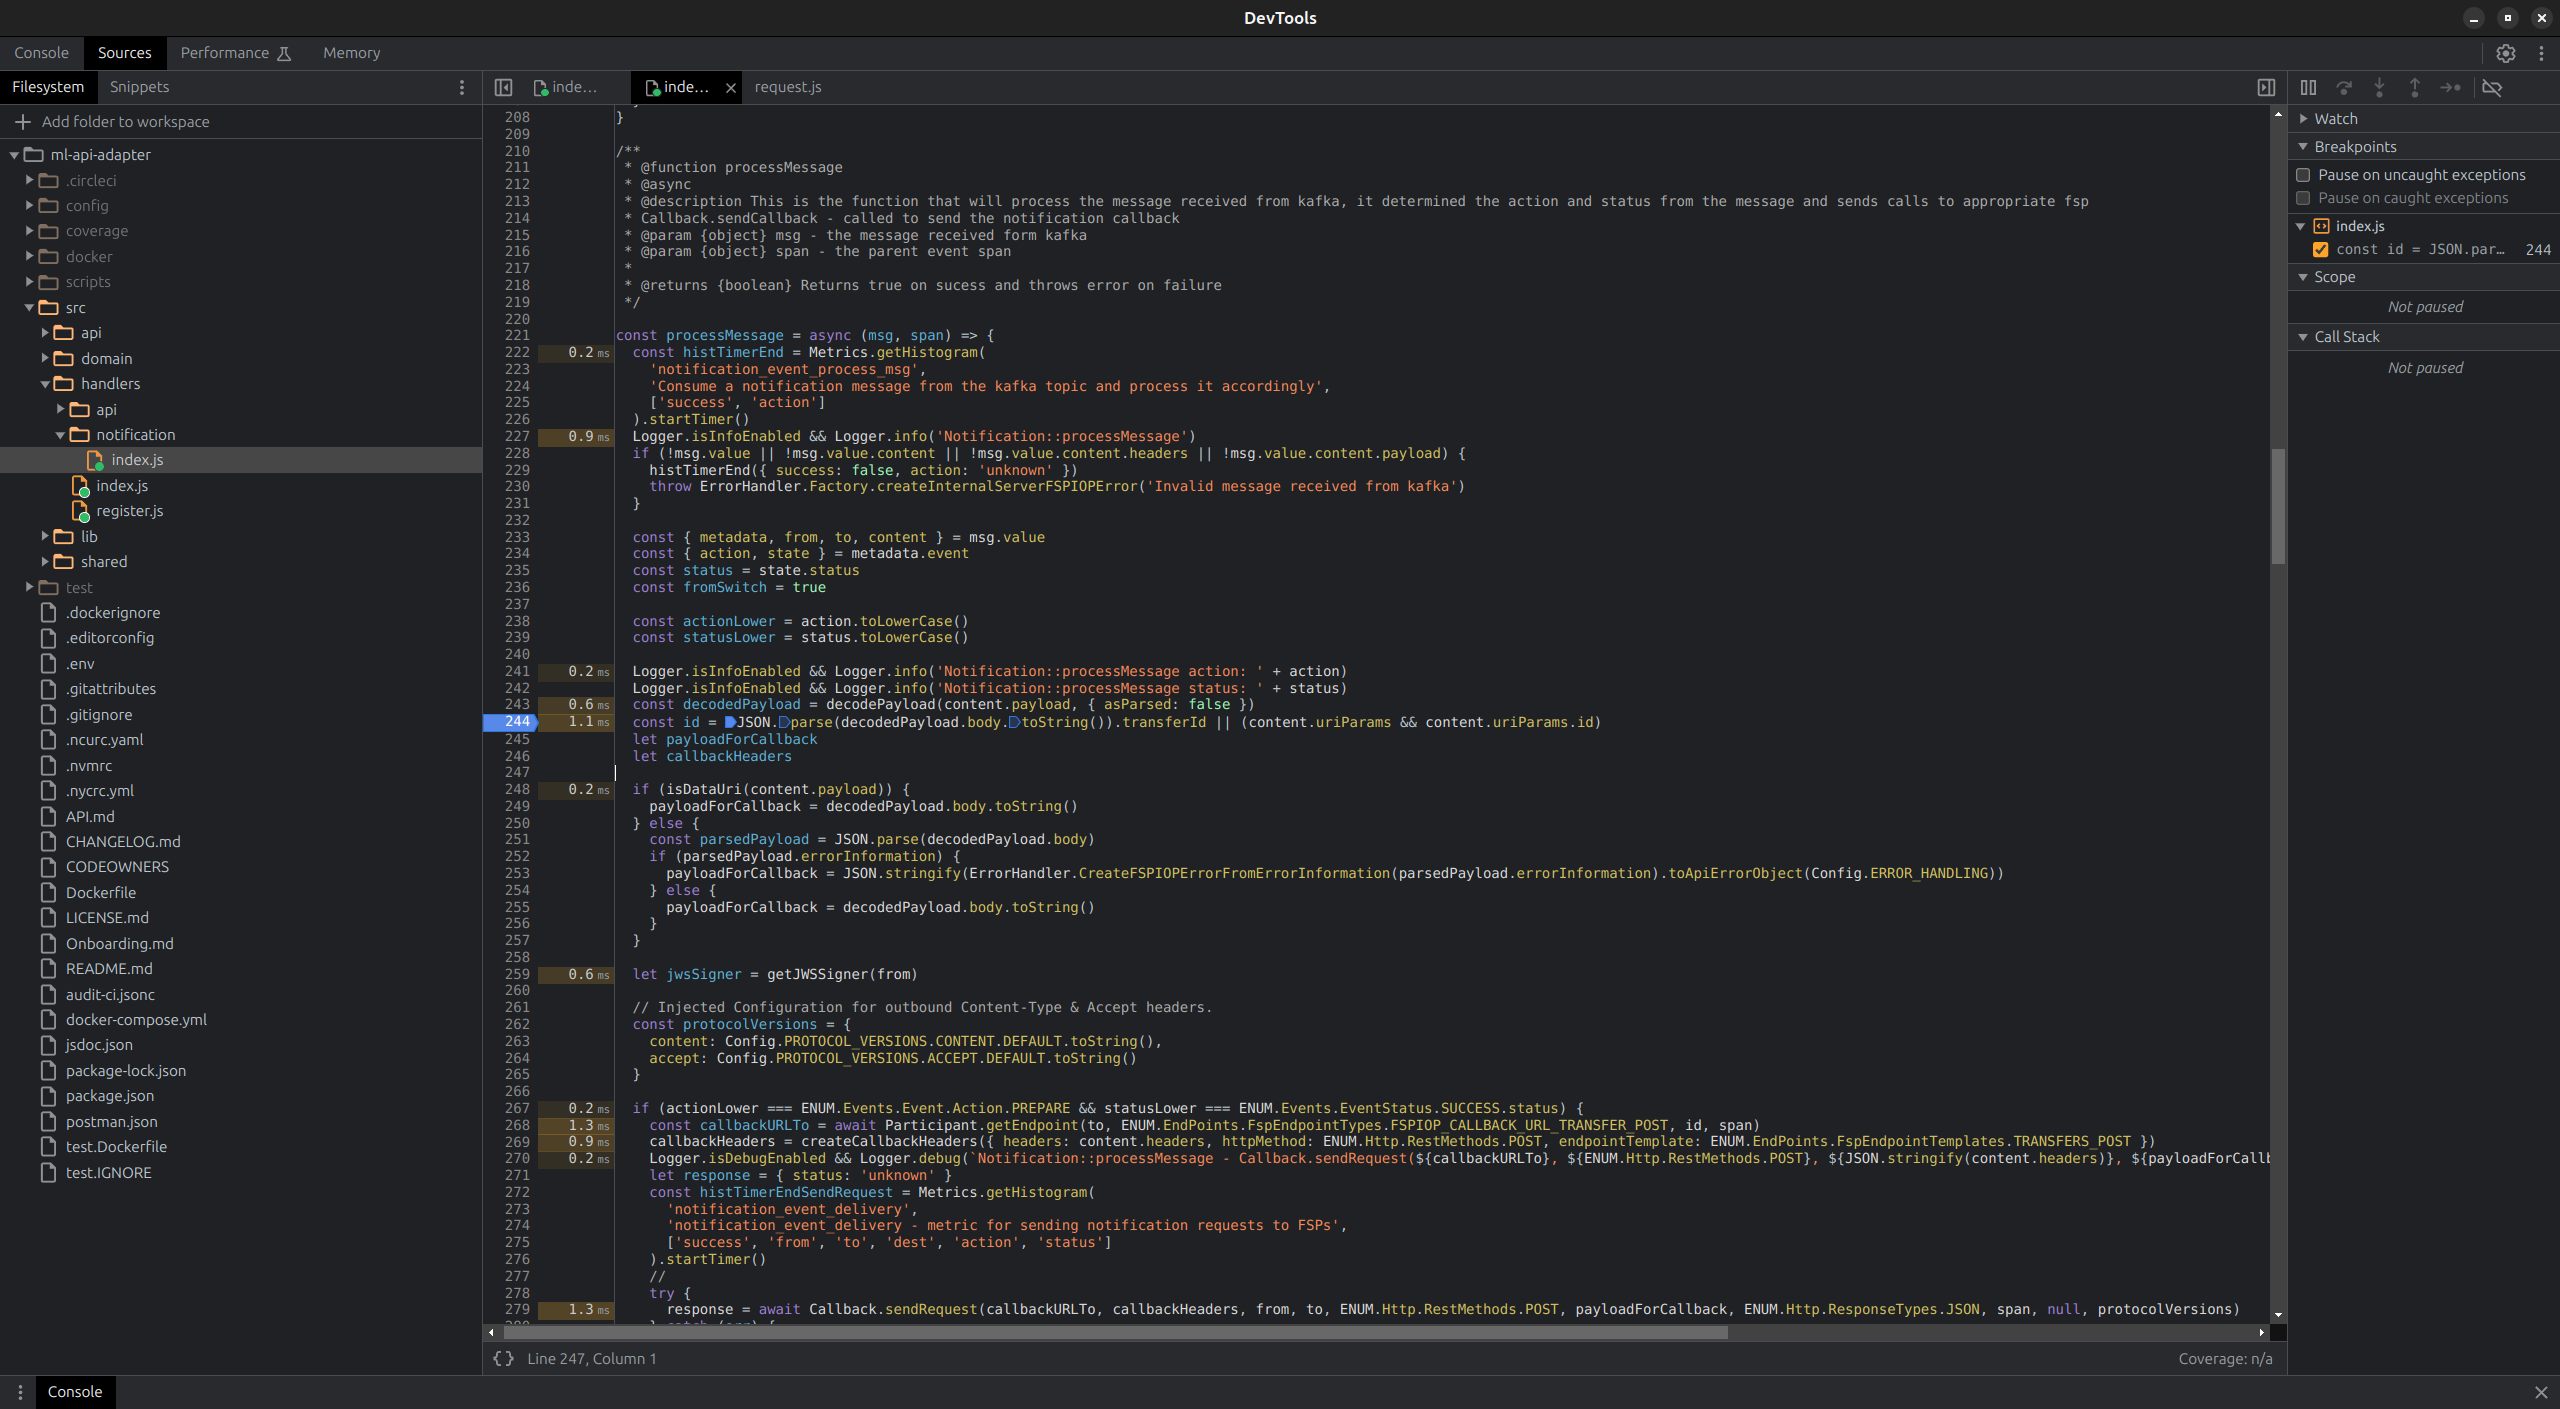 DevTools
Console
Sources
Performance
Memory
Filesystem
Snippets
Add folder to workspace
ml-api-adapter
.circleci
config
coverage
docker
scripts
src
api
domain
handlers
api
notification
index.js
index.js
register.js
lib
shared
test
.dockerignore
.editorconfig
.env
.gitattributes
.gitignore
.ncurc.yaml
.nvmrc
.nycrc.yml
API.md
CHANGELOG.md
CODEOWNERS
Dockerfile
LICENSE.md
Onboarding.md
README.md
audit-ci.jsonc
docker-compose.yml
jsdoc.json
package-lock.json
package.json
postman.json
test.Dockerfile
test.IGNORE
inde...
inde...
request.js
208 }
209
210 /**
211 * @function processMessage
212 * @async
213 * @description This is the function that will process the message received from kafka, it determined the action and status from the message and sends calls to appropriate fsp
214 * Callback.sendCallback - called to send the notification callback
215 * @param {object} msg - the message received form kafka
216 * @param {object} span - the parent event span
217 *
218 * @returns {boolean} Returns true on sucess and throws error on failure
219 */
220
221 const processMessage = async (msg, span) => {
222 0.2 ms const histTimerEnd = Metrics.getHistogram(
223 'notification_event_process_msg',
224 'Consume a notification message from the kafka topic and process it accordingly',
225 ['success', 'action']
226 ).startTimer()
227 0.9 ms Logger.isInfoEnabled && Logger.info('Notification::processMessage')
228 if (!msg.value || !msg.value.content || !msg.value.content.headers || !msg.value.content.payload) {
229 histTimerEnd({ success: false, action: 'unknown' })
230 throw ErrorHandler.Factory.createInternalServerFSPIOPError('Invalid message received from kafka')
231 }
232
233 const { metadata, from, to, content } = msg.value
234 const { action, state } = metadata.event
235 const status = state.status
236 const fromSwitch = true
237
238 const actionLower = action.toLowerCase()
239 const statusLower = status.toLowerCase()
240
241 0.2 ms Logger.isInfoEnabled && Logger.info('Notification::processMessage action: ' + action)
242 Logger.isInfoEnabled && Logger.info('Notification::processMessage status: ' + status)
243 0.6 ms const decodedPayload = decodePayload(content.payload, { asParsed: false })
244 1.1 ms const id = JSON.parse(decodedPayload.body.toString()).transferId || (content.uriParams && content.uriParams.id)
245 let payloadForCallback
246 let callbackHeaders
247
248 0.2 ms if (isDataUri(content.payload)) {
249 payloadForCallback = decodedPayload.body.toString()
250 } else {
251 const parsedPayload = JSON.parse(decodedPayload.body)
252 if (parsedPayload.errorInformation) {
253 payloadForCallback = JSON.stringify(ErrorHandler.CreateFSPIOPErrorFromErrorInformation(parsedPayload.errorInformation).toApiErrorObject(Config.ERROR_HANDLING))
254 } else {
255 payloadForCallback = decodedPayload.body.toString()
256 }
257 }
258
259 0.6 ms let jwsSigner = getJWSSigner(from)
260
261 // Injected Configuration for outbound Content-Type & Accept headers.
262 const protocolVersions = {
263 content: Config.PROTOCOL_VERSIONS.CONTENT.DEFAULT.toString(),
264 accept: Config.PROTOCOL_VERSIONS.ACCEPT.DEFAULT.toString()
265 }
266
267 0.2 ms if (actionLower === ENUM.Events.Event.Action.PREPARE && statusLower === ENUM.Events.EventStatus.SUCCESS.status) {
268 1.3 ms const callbackURLTo = await Participant.getEndpoint(to, ENUM.EndPoints.FspEndpointTypes.FSPIOP_CALLBACK_URL_TRANSFER_POST, id, span)
269 0.9 ms callbackHeaders = createCallbackHeaders({ headers: content.headers, httpMethod: ENUM.Http.RestMethods.POST, endpointTemplate: ENUM.EndPoints.FspEndpointTemplates.TRANSFERS_POST })
270 0.2 ms Logger.isDebugEnabled && Logger.debug(`Notification::processMessage - Callback.sendRequest(${callbackURLTo}, ${ENUM.Http.RestMethods.POST}, ${JSON.stringify(content.headers)}, ${payloadForCallb
271 let response = { status: 'unknown' }
272 const histTimerEndSendRequest = Metrics.getHistogram(
273 'notification_event_delivery',
274 'notification_event_delivery - metric for sending notification requests to FSPs',
275 ['success', 'from', 'to', 'dest', 'action', 'status']
276 ).startTimer()
277 //
278 try {
279 1.3 ms response = await Callback.sendRequest(callbackURLTo, callbackHeaders, from, to, ENUM.Http.RestMethods.POST, payloadForCallback, ENUM.Http.ResponseTypes.JSON, span, null, protocolVersions)
{} Line 247, Column 1
Coverage: n/a
Watch
Breakpoints
Pause on uncaught exceptions
Pause on caught exceptions
index.js
const id = JSON.par... 244
Scope
Not paused
Call Stack
Not paused
Console